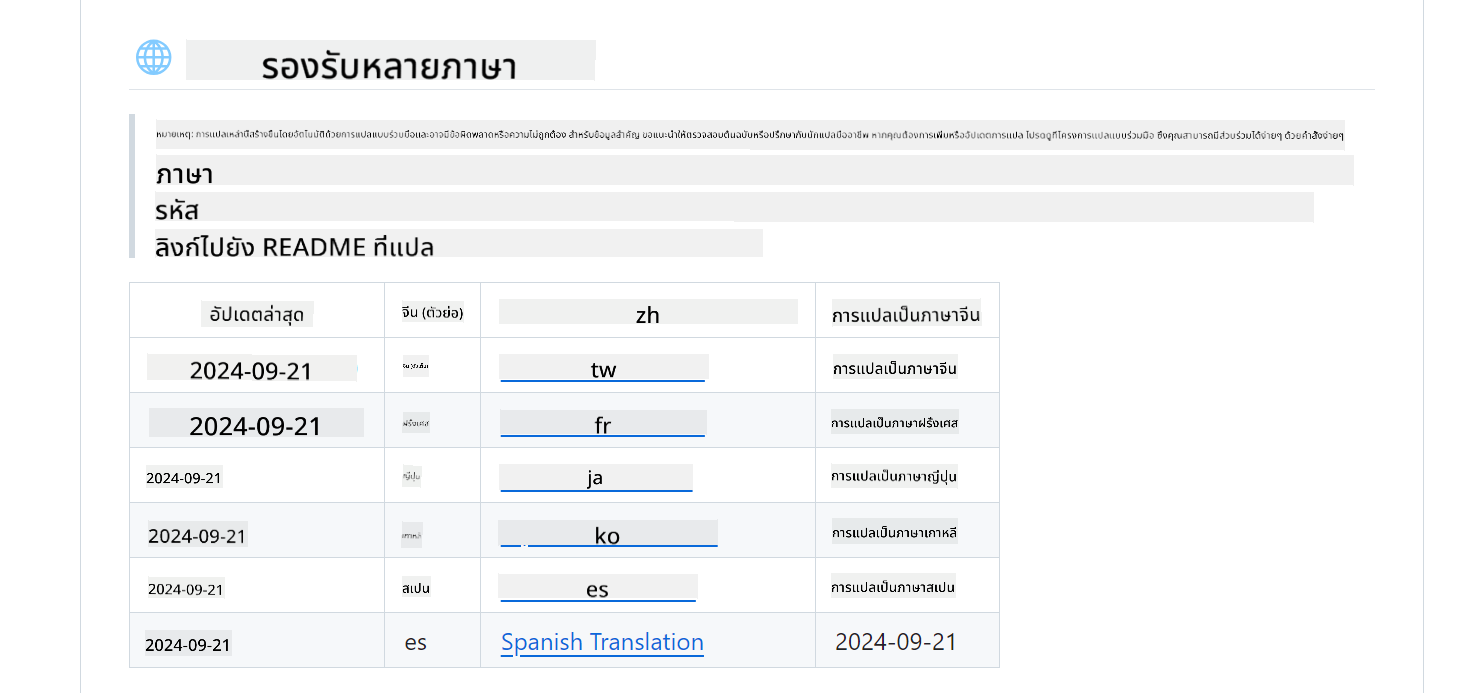 รองรับหลายภาษา
หมายเหตุ: การแปลเหล่านี้สร้างขึ้นโดยอัตโนมัติด้วยการแปลแบบร่วมมือและอาจมีข้อผิดพลาดหรือความไม่ถูกต้อง สำหรับข้อมูลสำคัญ ขอแนะนำให้ตรวจสอบต้นฉบับหรือปรึกษากับนักแปลมืออาชีพ หากคุณต้องการเพิ่มหรืออัปเดตการแปล โปรดดูที่โครงการแปลแบบร่วมมือ ซึ่งคุณสามารถมีส่วนร่วมได้ง่ายๆ ด้วยคำสั่งง่ายๆ
ภาษา
รหัส
ลิงก์ไปยัง README ที่แปล
อัปเดตล่าสุด จีน (ตัวย่อ) zh การแปลเป็นภาษาจีน
2024-09-21 tw การแปลเป็นภาษาจีน
2024-09-21 ฝรั่งเศส fr การแปลเป็นภาษาฝรั่งเศส
2024-09-21 ญี่ปุ่น ja การแปลเป็นภาษาญี่ปุ่น
2024-09-21 เกาหลี ko การแปลเป็นภาษาเกาหลี
2024-09-21 สเปน es การแปลเป็นภาษาสเปน
2024-09-21 es Spanish Translation 2024-09-21